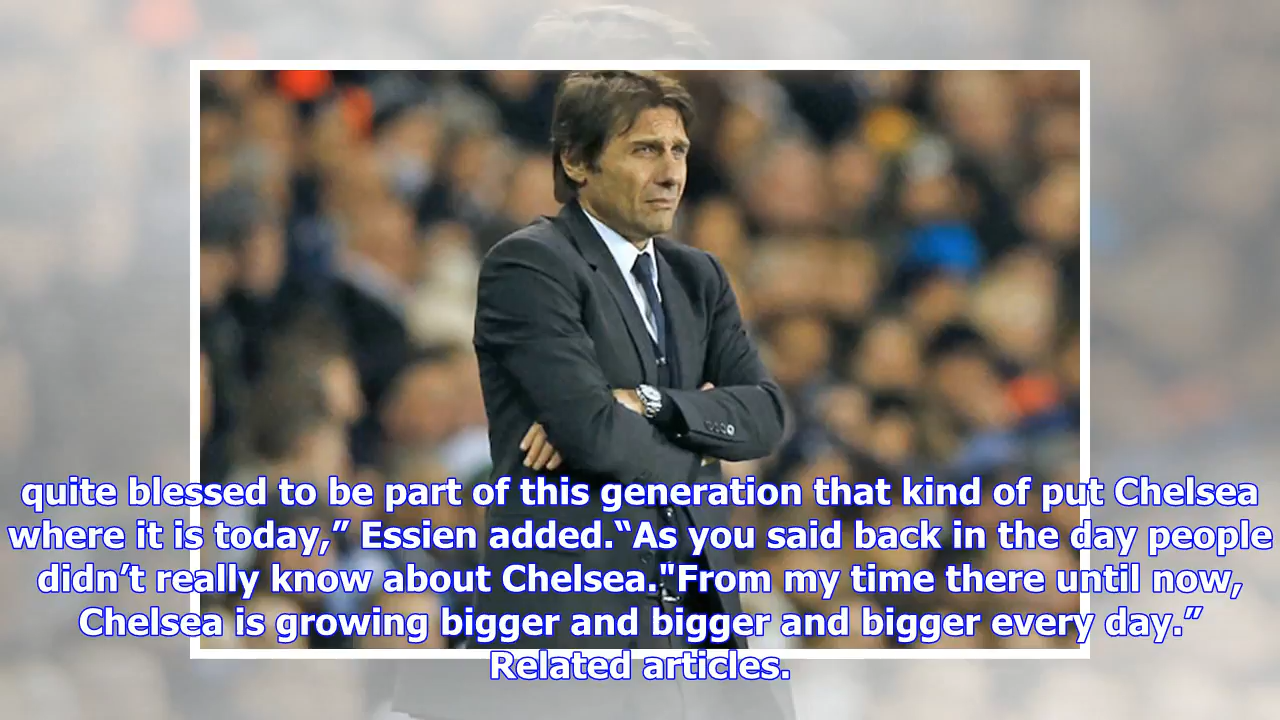 quite blessed to be part of this generation that kind of put Chelsea
where it is today,” Essien added.“As you said back in the day people
didn’t really know about Chelsea."From my time there until now,
Chelsea is growing bigger and bigger and bigger every day.”
Related articles.